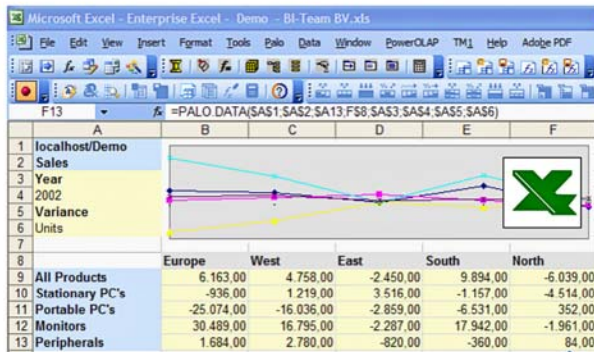 Microsoft Excel - Enterprise Excel - Demo - BI-Team BV.xls
File Edit View Insert Format Tools Palo Data Window PowerOLAP TM1 Help Adobe PDF
F13 fx =PALO.DATA($A$1;$A$2;$A13;F$8;$A$3;$A$4;$A$5;$A$6)
A B C D E F
1 localhost/Demo
2 Sales
3 Year
4 2002
5 Variance
6 Units
7
8 Europe West East South North
9 All Products 6.163,00 4.758,00 -2.450,00 9.894,00 -6.039,00
10 Stationary PC's -936,00 1.219,00 3.516,00 -1.157,00 -4.514,00
11 Portable PC's -25.074,00 -16.036,00 -2.859,00 -6.531,00 352,00
12 Monitors 30.489,00 16.795,00 -2.287,00 17.942,00 -1.961,00
13 Peripherals 1.684,00 2.780,00 -820,00 -360,00 84,00